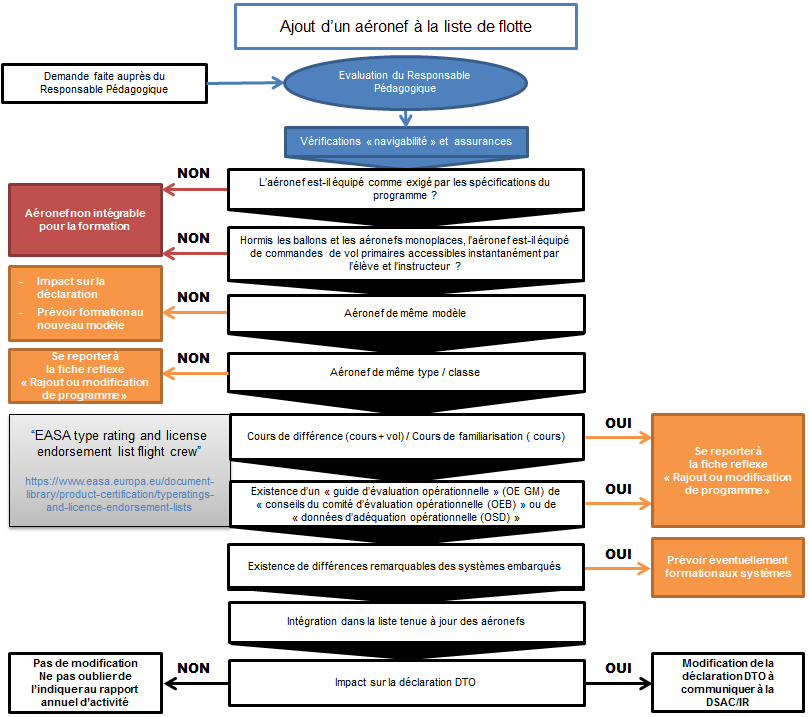 Ajout d'un aéronef à la liste de flotte
Demande faite auprès du
Responsable Pédagogique
Evaluation du Responsable
Pédagogique
Vérifications « navigabilité » et assurances
NON
L'aéronef est-il équipé comme exigé par les spécifications du
programme ?
Aéronef non intégrable
pour la formation
NON
Hormis les ballons et les aéronefs monoplaces, l'aéronef est-il équipé
de commandes de vol primaires accessibles instantanément par
l'élève et l'instructeur ?
- Impact sur la
déclaration
- Prévoir formation au
nouveau modèle
NON
Aéronef de même modèle
Se reporter à
la fiche reflexe
« Rajout ou modification
de programme»
NON
Aéronef de même type / classe
"EASA type rating and license
endorsement list flight crew"
https://www.easa.europa.eu/document-
library/product-certification/typeratings-
and-licence-endorsement-lists
Cours de différence (cours + vol) / Cours de familiarisation ( cours)
OUI
Se reporter à
la fiche reflexe
« Rajout ou modification
de programme»
Existence d'un « guide d'évaluation opérationnelle » (OE GM) de
« conseils du comité d'évaluation opérationnelle (OEB) » ou de
« données d'adéquation opérationnelle (OSD) »
OUI
Existence de différences remarquables des systèmes embarqués
OUI
Prévoir éventuellement
formation aux systèmes
Intégration dans la liste tenue à jour des aéronefs
Pas de modification
Ne pas oublier de
l'indiquer au rapport
annuel d'activité
NON
Impact sur la déclaration DTO
OUI
Modification de la
déclaration DTO à
communiquer à la
DSAC/IR